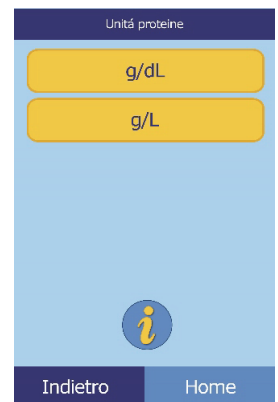 Unitá proteine
g/dL
g/L
i
Indietro
Home